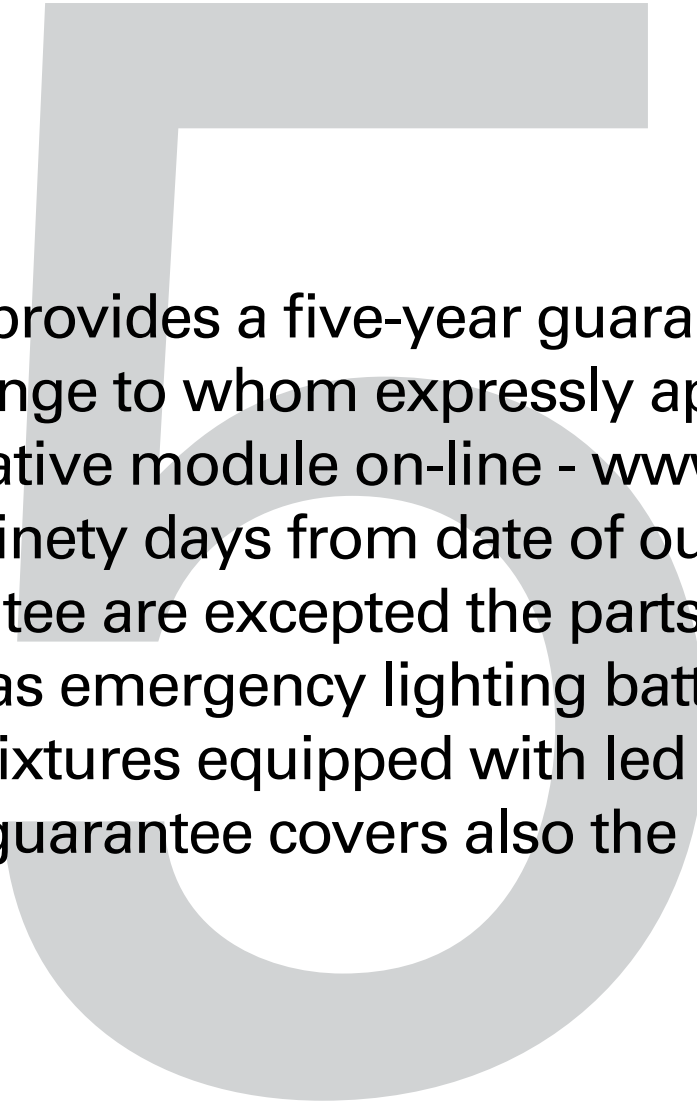 5
provides a five-year guara
nge to whom expressly ap
ative module on-line - www
inety days from date of ou
tee are excepted the parts
as emergency lighting batt
ixtures equipped with led
guarantee covers also the